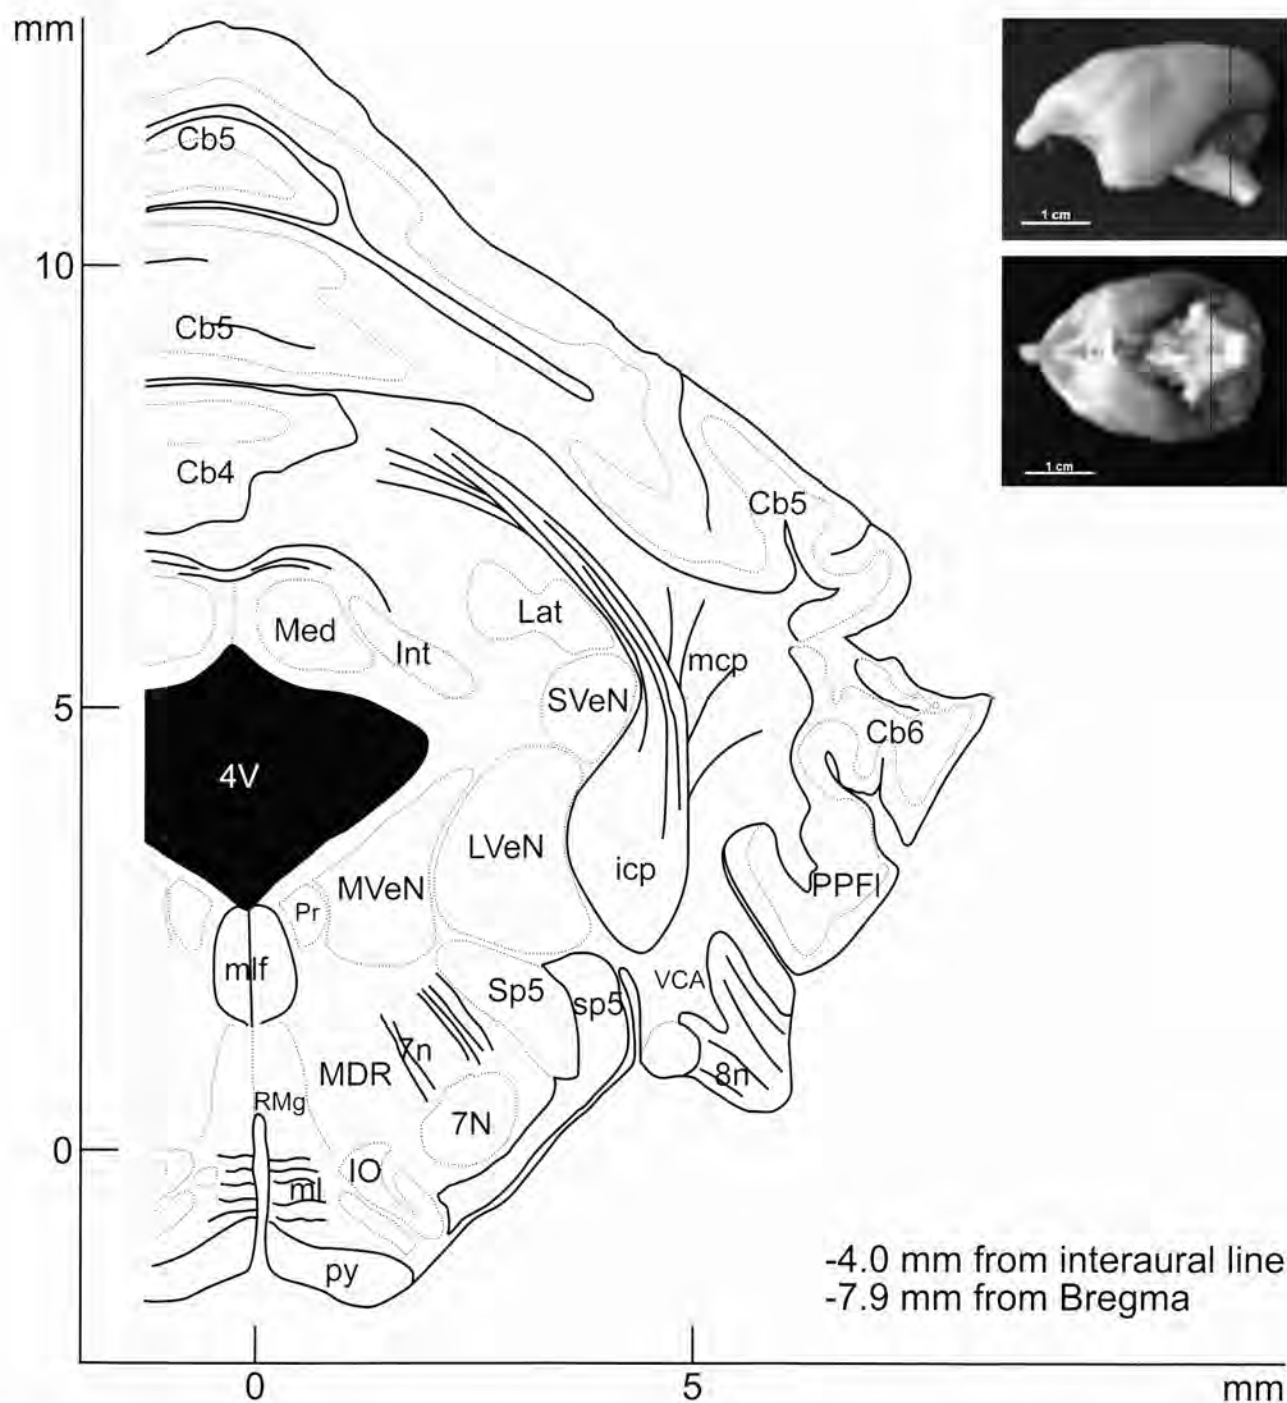 mm
Cb5
10
Cb5
Cb4
Cb5
Med
Int
Lat
mcp
5
SVeN
Cb6
4V
LVeN
MVeN
icp
PPFl
Pr
mlf
VCA
Sp5
sp5
7n
MDR
8n
RMg
7N
0
IO
ml
py
-4.0 mm from interaural line
-7.9 mm from Bregma
0
5
mm
1 cm
1 cm